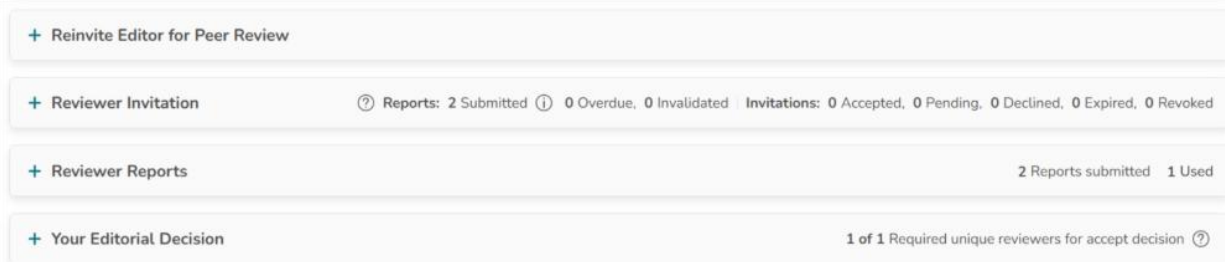 + Reinvite Editor for Peer Review
+ Reviewer Invitation ? Reports: 2 Submitted i 0 Overdue, 0 Invalidated | Invitations: 0 Accepted, 0 Pending, 0 Declined, 0 Expired, 0 Revoked
+ Reviewer Reports 2 Reports submitted 1 Used
+ Your Editorial Decision 1 of 1 Required unique reviewers for accept decision ?